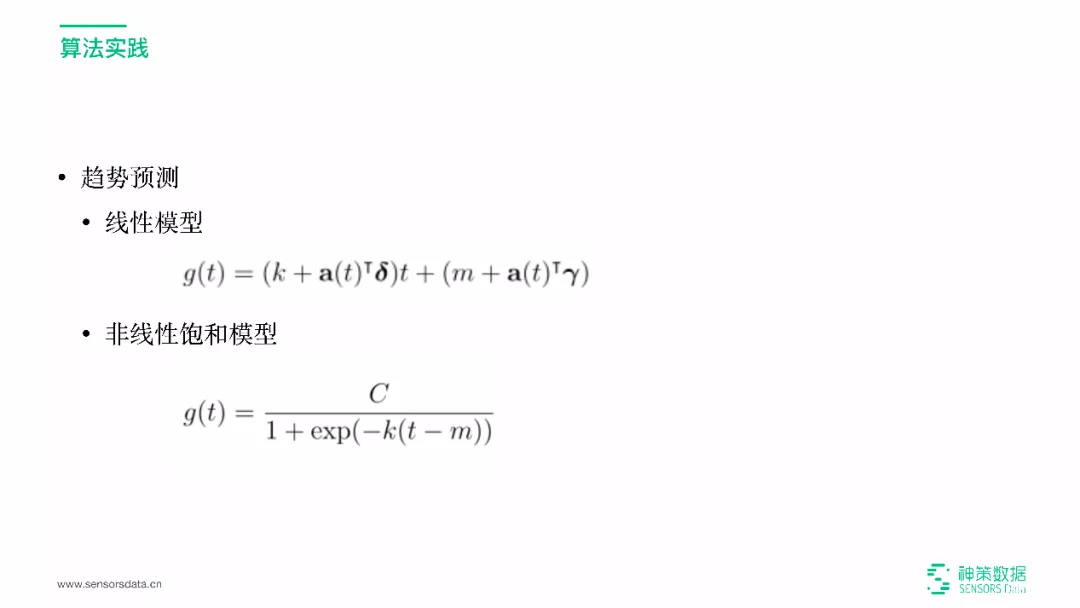 算法实践
• 趋势预测
• 线性模型
g(t) = (k + a(t)ᵀδ)t + (m + a(t)ᵀγ)
• 非线性饱和模型
g(t) = C / (1 + exp(−k(t − m)))
www.sensorsdata.cn
神策数据
SENSORS Data